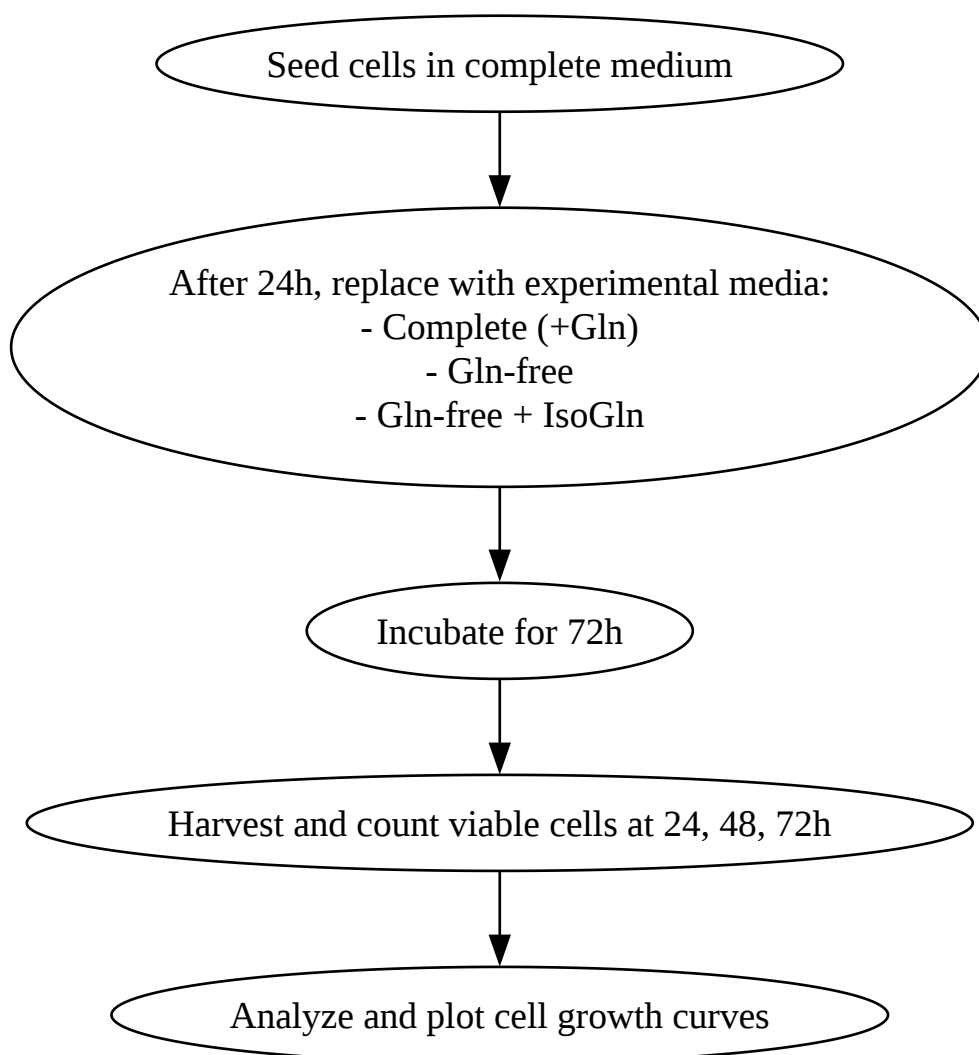 Seed cells in complete medium
After 24h, replace with experimental media:
- Complete (+Gln)
- Gln-free
- Gln-free + IsoGln
Incubate for 72h
Harvest and count viable cells at 24, 48, 72h
Analyze and plot cell growth curves